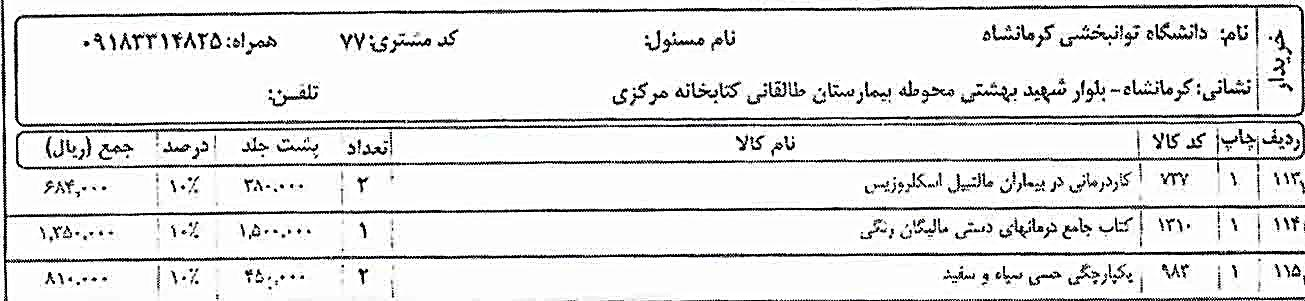 خریدار
نام: دانشگاه توانبخشی کرمانشاه نام مسئول: کد مشتری: ۷۷ همراه: ۰۹۱۸۳۳۱۴۸۲۵
نشانی: کرمانشاه - بلوار شهید بهشتی محوطه بیمارستان طالقانی کتابخانه مرکزی تلفن:
ردیف چاپ کد کالا نام کالا تعداد پشت جلد درصد جمع (ریال)
۱۱۳ ۱ ۷۳۷ کاردرمانی در بیماران مالتیپل اسکلروزیس ۲ ۳۸۰,۰۰۰ ۱۰٪ ۶۸۴,۰۰۰
۱۱۴ ۱ ۱۳۱۰ کتاب جامع درمانهای دستی مالیگان رنگی ۱ ۱,۵۰۰,۰۰۰ ۱۰٪ ۱,۳۵۰,۰۰۰
۱۱۵ ۱ ۹۸۳ یکپارچگی حسی سیاه و سفید ۲ ۴۵۰,۰۰۰ ۱۰٪ ۸۱۰,۰۰۰